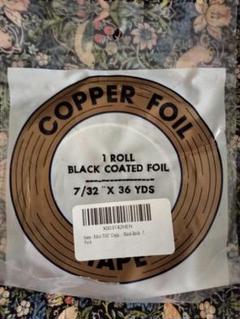 COPPER FOIL
1 ROLL
BLACK COATED FOIL
7/32 " X 36 YDS
TAPE